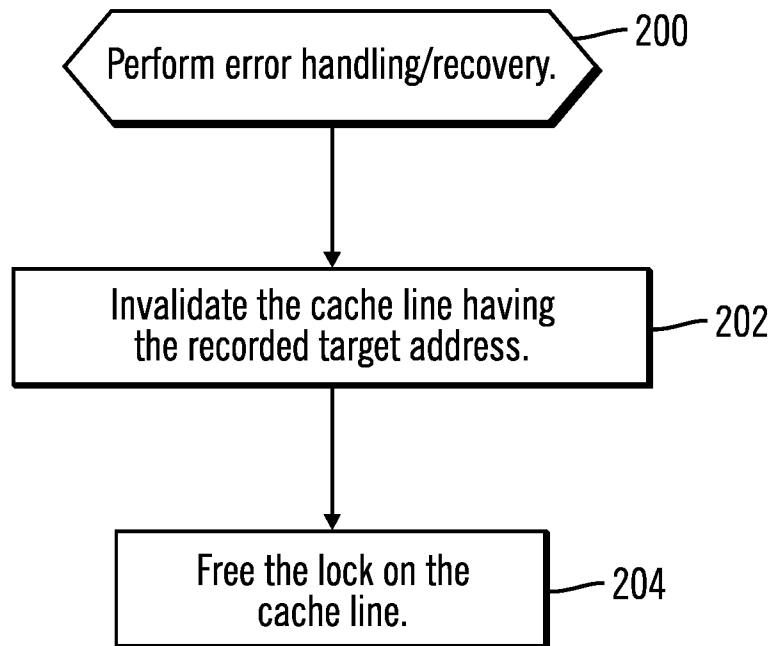 Perform error handling/recovery.
200
Invalidate the cache line having
the recorded target address.
202
Free the lock on the
cache line.
204